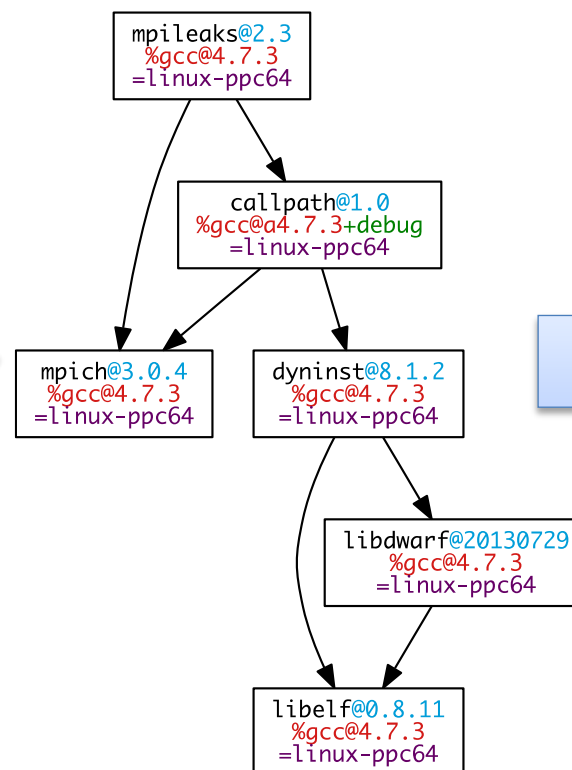 mpileaks@2.3
%gcc@4.7.3
=linux-ppc64
callpath@1.0
%gcc@a4.7.3+debug
=linux-ppc64
mpich@3.0.4
%gcc@4.7.3
=linux-ppc64
dyninst@8.1.2
%gcc@4.7.3
=linux-ppc64
libdwarf@20130729
%gcc@4.7.3
=linux-ppc64
libelf@0.8.11
%gcc@4.7.3
=linux-ppc64